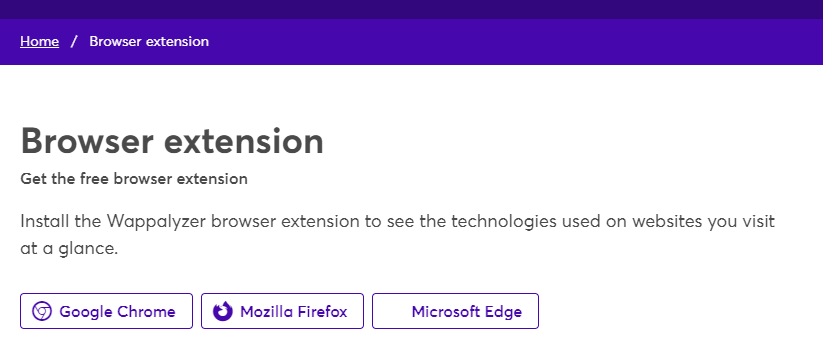 Home / Browser extension
Browser extension
Get the free browser extension
Install the Wappalyzer browser extension to see the technologies used on websites you visit
at a glance.
Google Chrome Mozilla Firefox Microsoft Edge